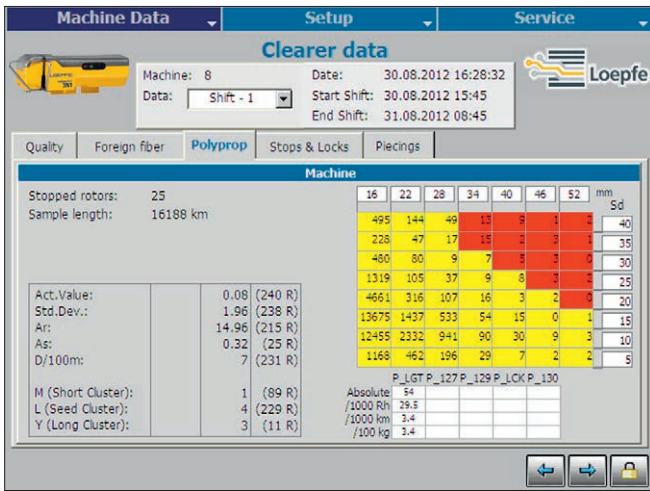 Machine Data Setup Service
Clearer data
Machine: 8 Date: 30.08.2012 16:28:32
Data: Shift - 1 Start Shift: 30.08.2012 15:45
End Shift: 31.08.2012 08:45
Loepfe
LOEPFE
Quality Foreign fiber Polyprop Stops & Locks Piecings
Machine
Stopped rotors: 25
Sample length: 16188 km
16 22 28 34 40 46 52 mm
Sd
495 144 49 13 9 1 2 40
228 47 17 15 2 3 1 35
480 80 9 7 5 3 0 30
1319 105 37 9 8 3 2 25
4661 316 107 16 3 2 0 20
13675 1437 533 54 15 0 1 15
12455 2332 941 90 30 9 3 10
1168 462 196 29 7 2 2 5
Act.Value: 0.08 (240 R)
Std.Dev.: 1.96 (238 R)
Ar: 14.96 (215 R)
As: 0.32 (25 R)
D/100m: 7 (231 R)
M (Short Cluster): 1 (89 R)
L (Seed Cluster): 4 (229 R)
Y (Long Cluster): 3 (11 R)
P_LGT P_127 P_129 P_LCK P_130
Absolute 54
/1000 Rh 29.5
/1000 km 3.4
/100 kg 3.4